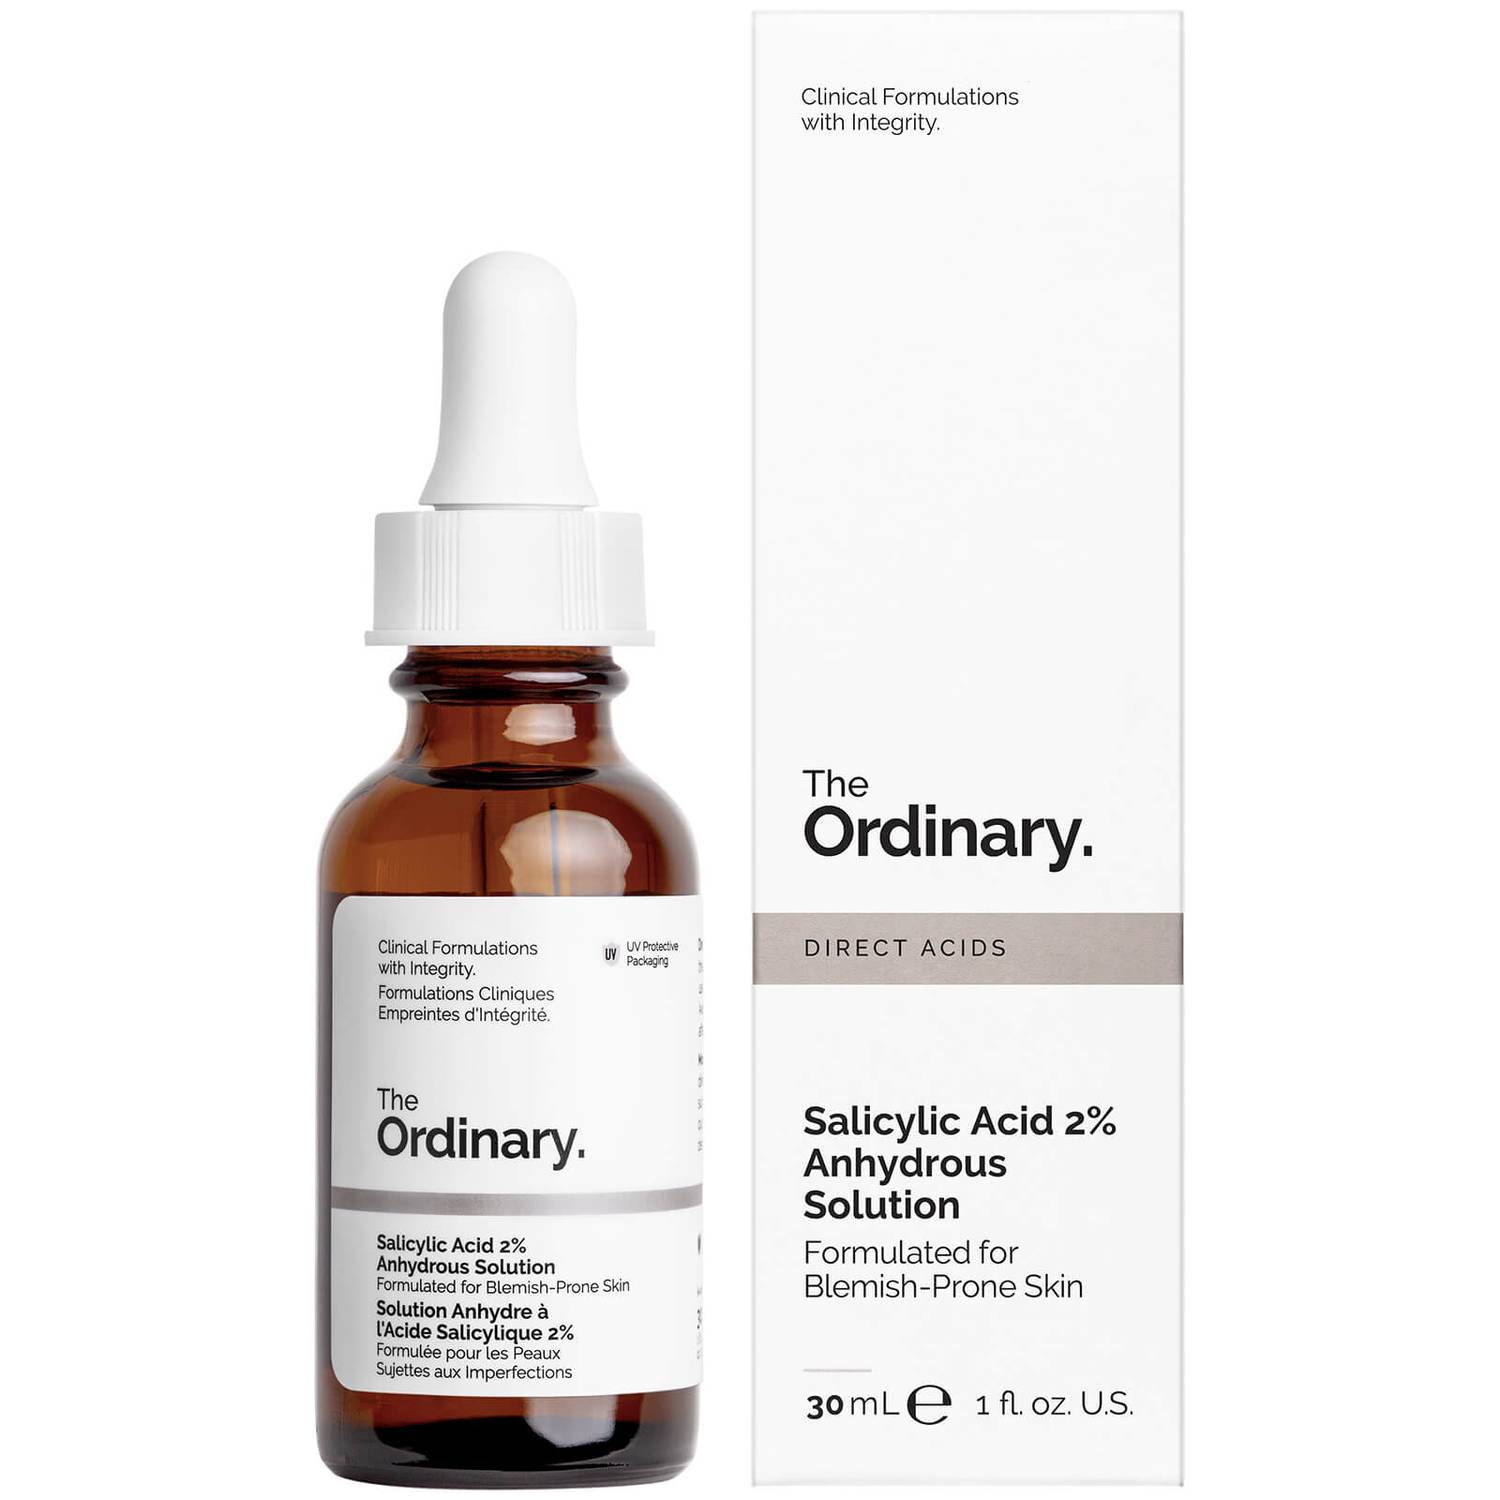 Clinical Formulations
with Integrity.
Formulations Cliniques
Empreintes d'Intégrité.
UV
UV Protective
Packaging
The
Ordinary.
Salicylic Acid 2%
Anhydrous Solution
Formulated for Blemish-Prone Skin
Solution Anhydre à
l'Acide Salicylique 2%
Formulée pour les Peaux
Sujettes aux Imperfections
Clinical Formulations
with Integrity.
The
Ordinary.
DIRECT ACIDS
Salicylic Acid 2%
Anhydrous
Solution
Formulated for
Blemish-Prone Skin
30 mL ℮ 1 fl. oz. U.S.